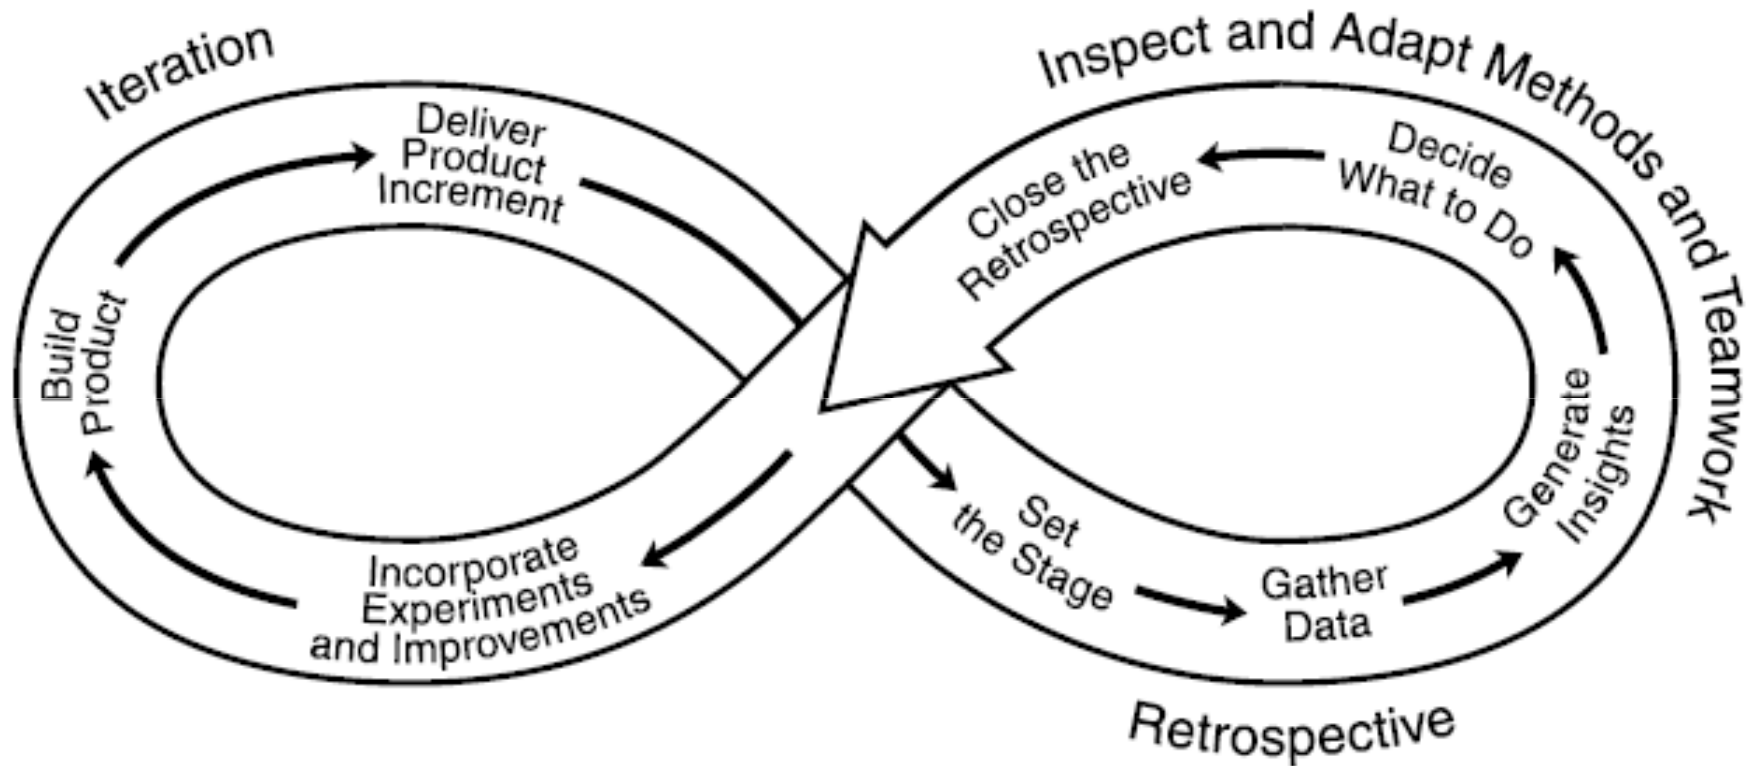 Iteration
Deliver
Product
Increment
Build
Product
Incorporate
Experiments
and Improvements
Inspect and Adapt Methods and Teamwork
Close the
Retrospective
Decide
What to Do
Generate
Insights
Gather
Data
Set
the Stage
Retrospective